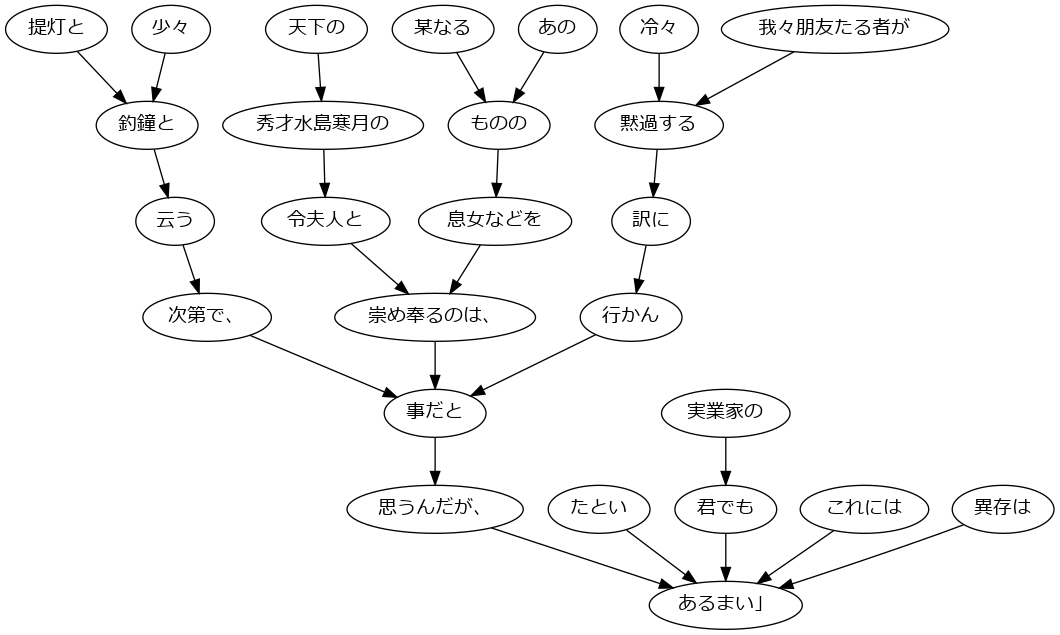 提灯と
少々
天下の
某なる
あの
冷々
我々朋友たる者が
釣鐘と
秀才水島寒月の
ものの
黙過する
云う
令夫人と
息女などを
訳に
次第で、
崇め奉るのは、
行かん
事だと
実業家の
思うんだが、
たとい
君でも
これには
異存は
あるまい」